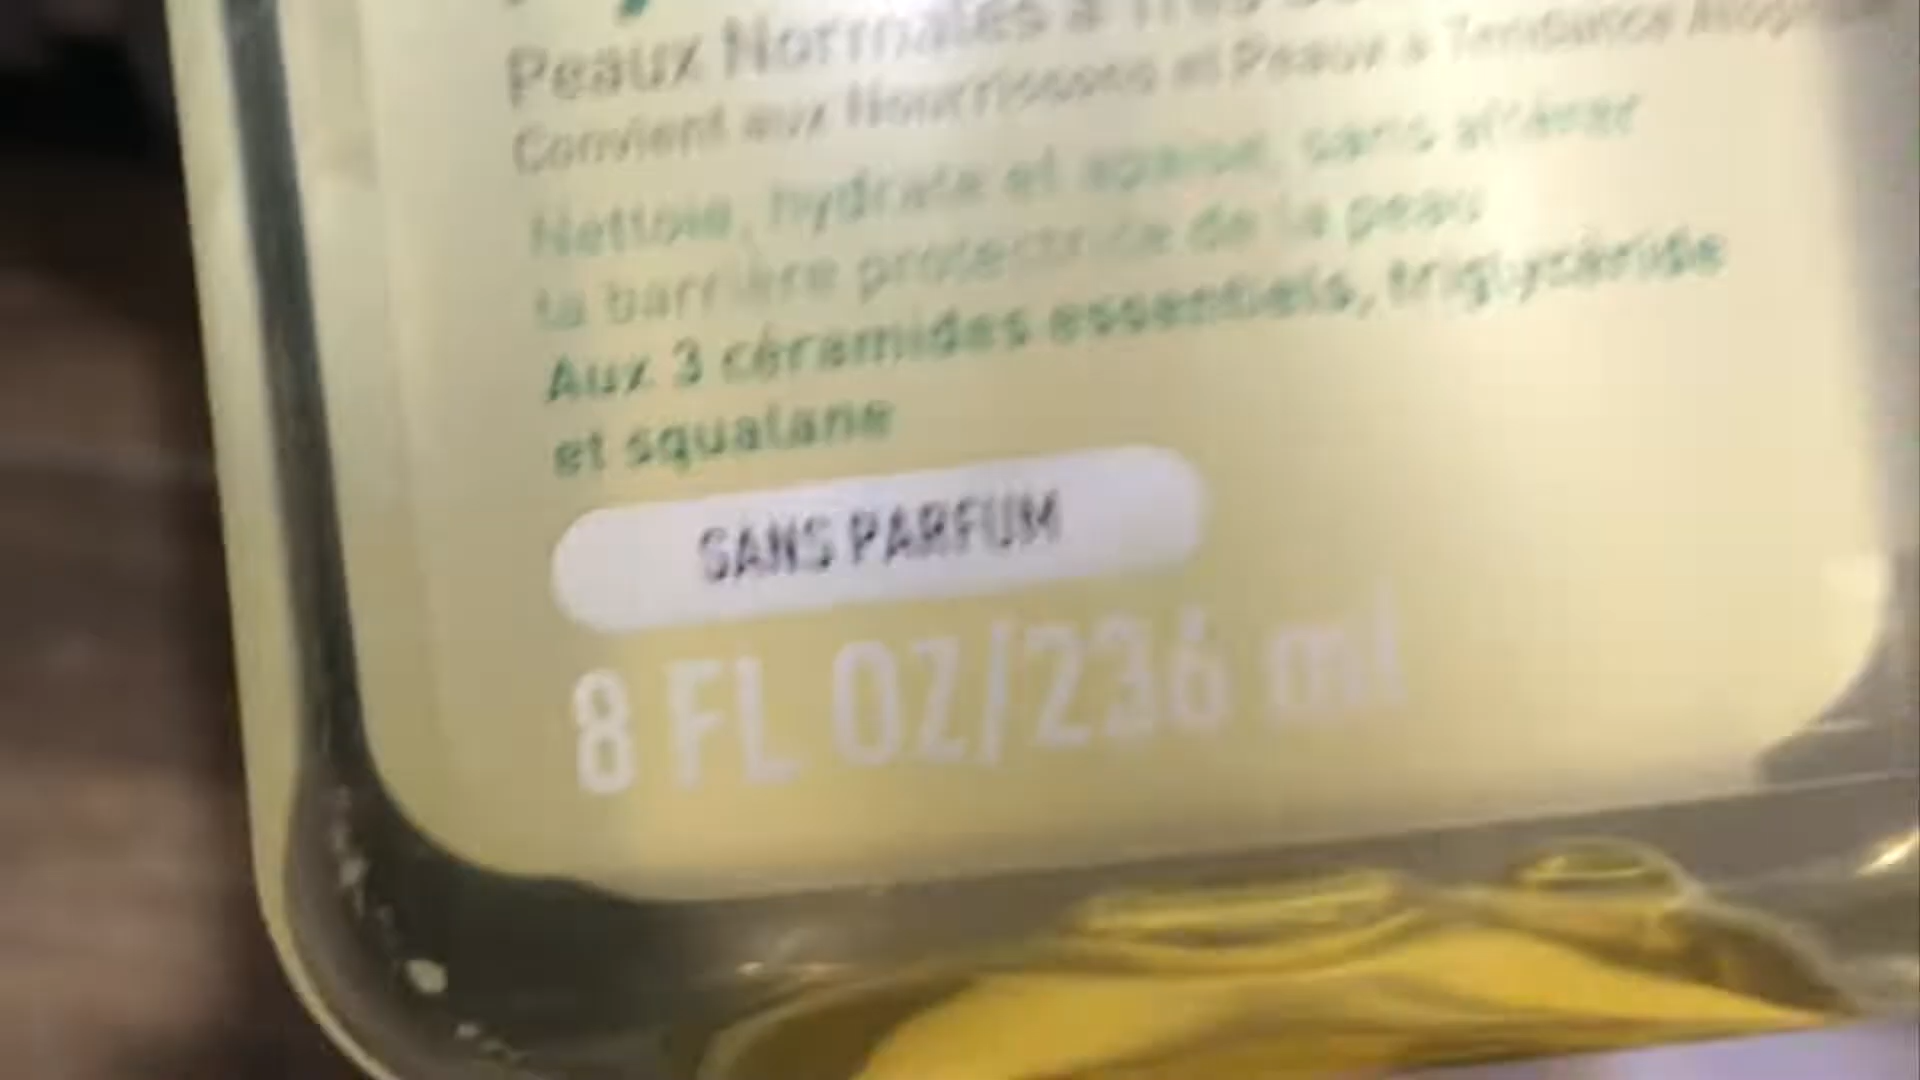 Peaux Normales à Très
Convient aux Nourrissons et Peaux à Tendance
Nettoie, hydrate et apaise, sans altérer
la barrière protectrice de la peau
Aux 3 céramides essentiels, triglycéride
et squalane
SANS PARFUM
8 FL OZ/236 ml